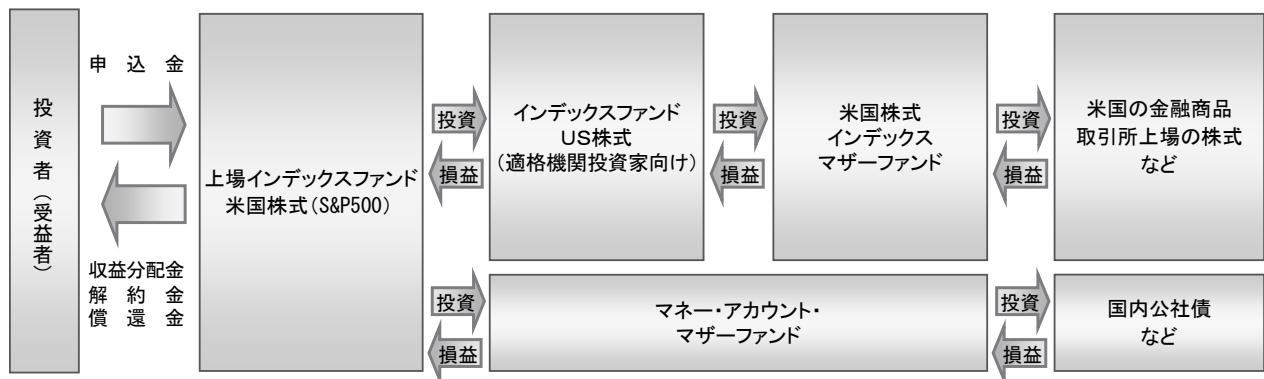 投資者（受益者）
申 込 金
収益分配金
解 約 金
償 還 金
上場インデックスファンド
米国株式（S&P500）
投資
損益
インデックスファンド
US株式
（適格機関投資家向け）
投資
損益
米国株式
インデックス
マザーファンド
投資
損益
米国の金融商品
取引所上場の株式
など
投資
損益
マネー・アカウント・
マザーファンド
投資
損益
国内公社債
など